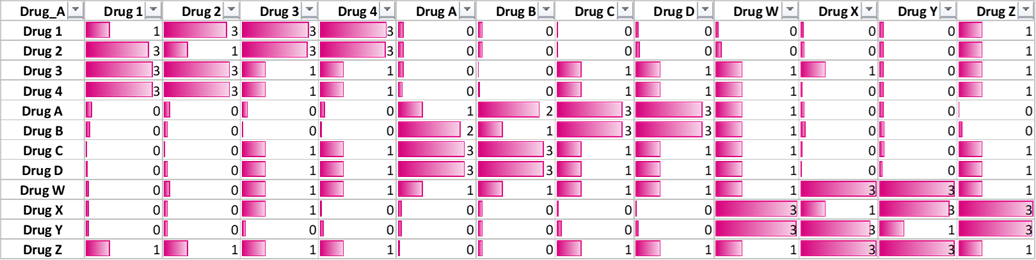 Drug_A Drug 1 Drug 2 Drug 3 Drug 4 Drug A Drug B Drug C Drug D Drug W Drug X Drug Y Drug Z
Drug 1 1 3 3 3 0 0 0 0 0 0 0 1
Drug 2 3 1 3 3 0 0 0 0 0 0 0 1
Drug 3 3 3 1 1 0 0 1 1 1 1 0 1
Drug 4 3 3 1 1 0 0 1 1 1 0 0 1
Drug A 0 0 0 0 1 2 3 3 1 0 0 0
Drug B 0 0 0 0 2 1 3 3 1 0 0 0
Drug C 0 0 1 1 3 3 1 1 1 0 0 1
Drug D 0 0 1 1 3 3 1 1 1 0 0 1
Drug W 0 0 1 1 1 1 1 1 1 3 3 1
Drug X 0 0 1 0 0 0 0 0 3 1 3 3
Drug Y 0 0 0 0 0 0 0 0 3 3 1 3
Drug Z 1 1 1 1 0 0 1 1 1 3 3 1